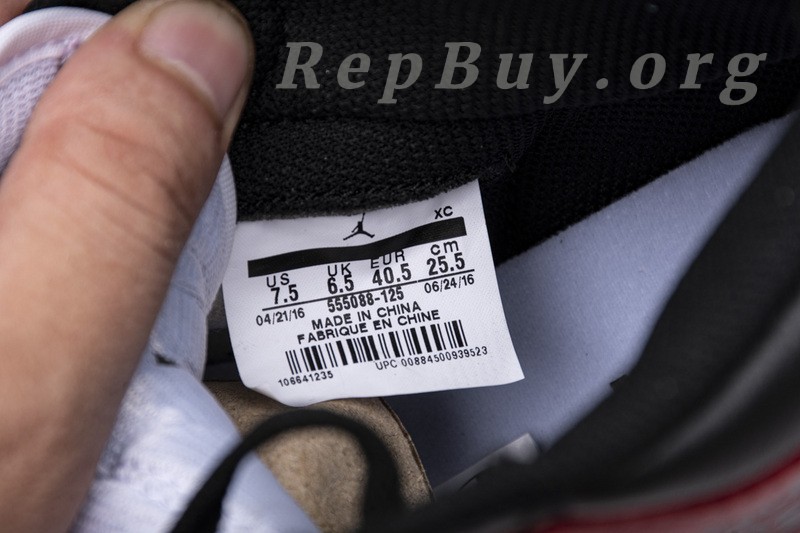 RepBuy.org
XC
US UK EUR cm
7.5 6.5 40.5 25.5
555088-125
04/21/16 06/24/16
MADE IN CHINA
FABRIQUE EN CHINE
106641235 UPC 00884500939523